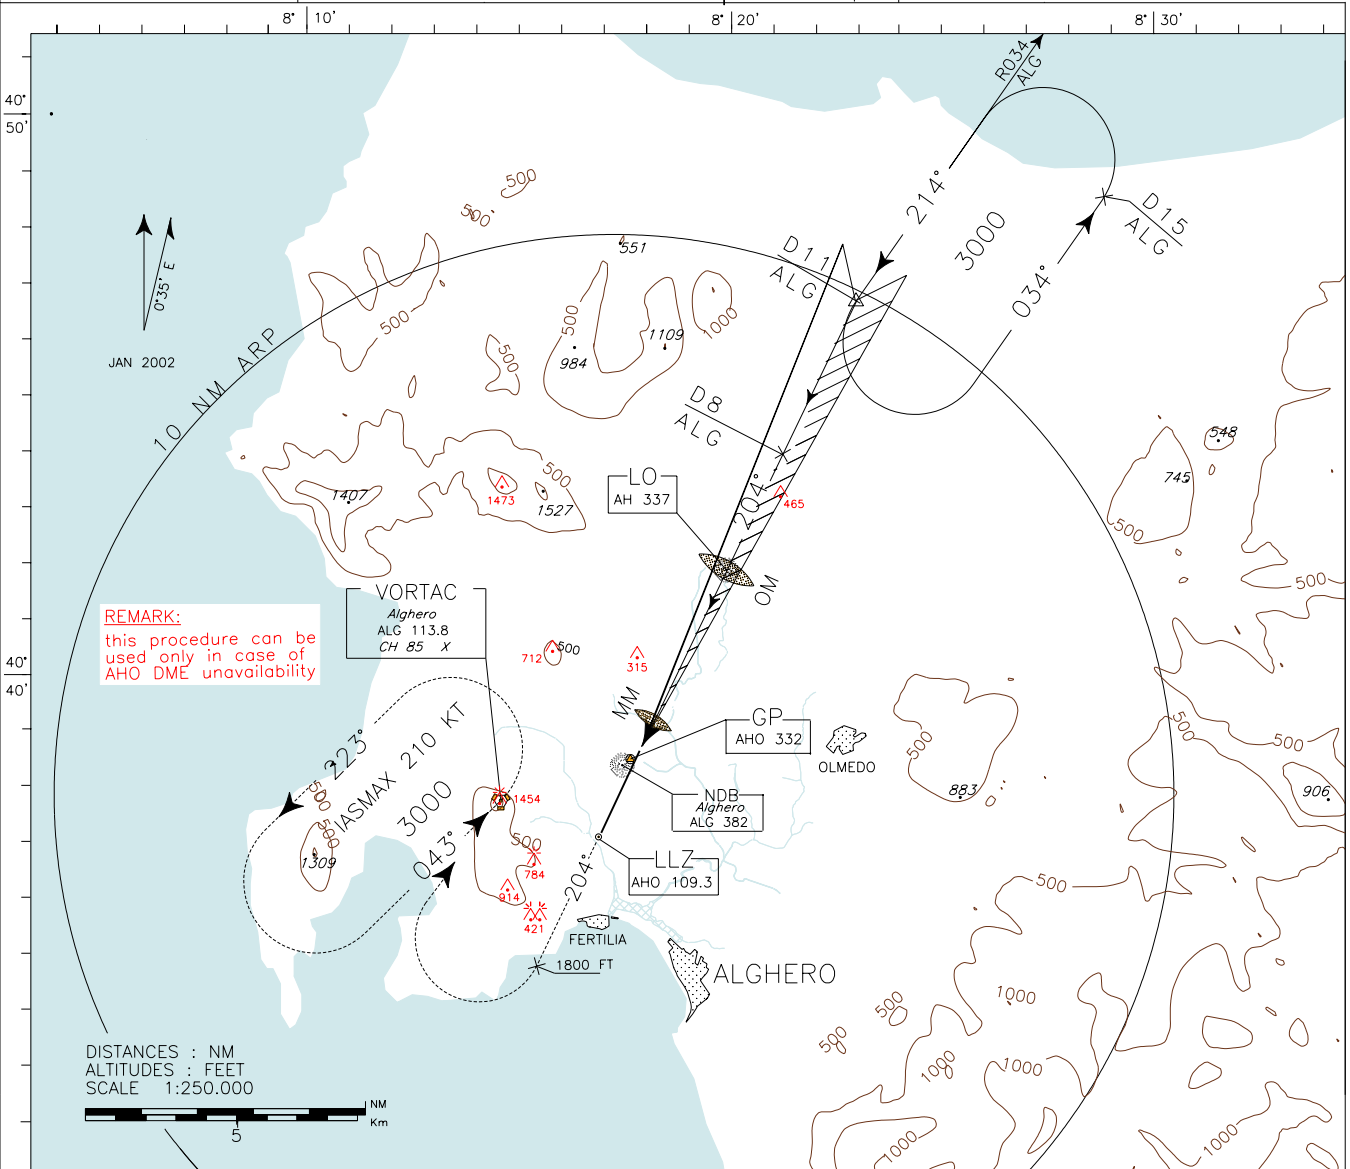 8° 10'
8° 20'
8° 30'
40°
50'
R034
ALG
214°
3000
034°
D15
ALG
D11
ALG
500
500
551
0°35' E
JAN 2002
500
500
984
1109
1000
500
10 NM ARP
D8
ALG
548
745
500
LO
AH 337
204°
465
1407
1473
1527
500
OM
500
VORTAC
Alghero
ALG 113.8
CH 85 X
REMARK:
this procedure can be
used only in case of
AHO DME unavailability
712
500
315
40°
40'
MM
GP
AHO 332
OLMEDO
500
883
500
500
906
223°
IASMAX 210 KT
3000
043°
500
500
1309
1454
500
784
914
421
NDB
Alghero
ALG 382
LLZ
AHO 109.3
204°
FERTILIA
1800 FT
ALGHERO
500
500
500
1000
1000
1000
1000
1000
DISTANCES : NM
ALTITUDES : FEET
SCALE 1:250.000
NM
Km
5